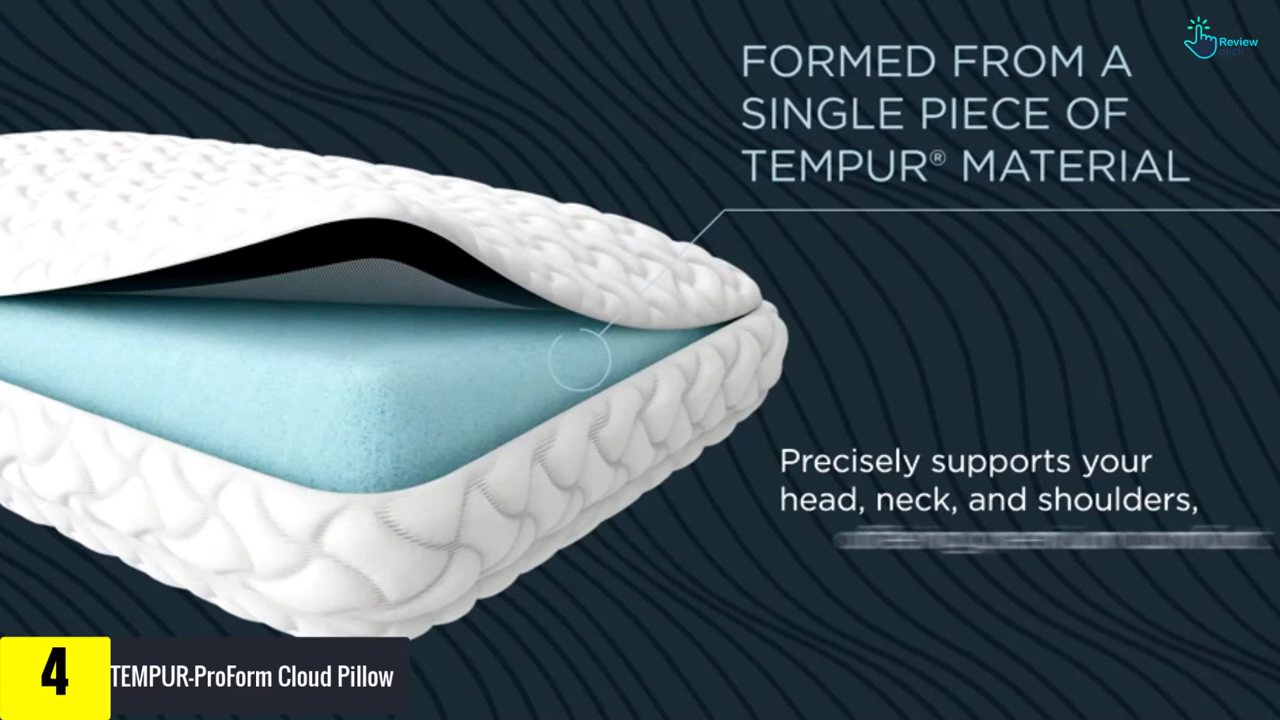 FORMED FROM A
SINGLE PIECE OF
TEMPUR® MATERIAL
Review
Precisely supports your
head, neck, and shoulders,
4
TEMPUR-ProForm Cloud Pillow